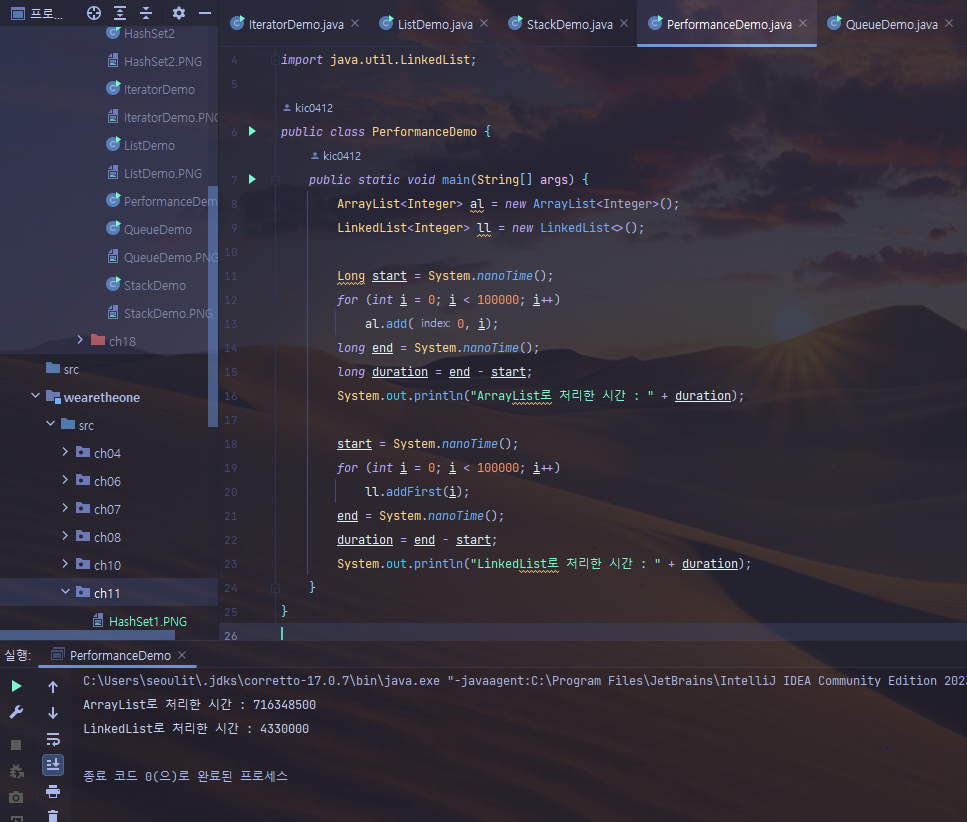 프로...
IteratorDemo.java
ListDemo.java
StackDemo.java
PerformanceDemo.java
QueueDemo.java
HashSet2
HashSet2.PNG
IteratorDemo
IteratorDemo.PNG
ListDemo
ListDemo.PNG
PerformanceDem
QueueDemo
QueueDemo.PNG
StackDemo
StackDemo.PNG
ch18
src
wearetheone
src
ch04
ch06
ch07
ch08
ch10
ch11
HashSet1.PNG
4 import java.util.LinkedList;
5
kic0412
6 public class PerformanceDemo {
kic0412
7 public static void main(String[] args) {
8 ArrayList<Integer> al = new ArrayList<Integer>();
9 LinkedList<Integer> ll = new LinkedList<>();
10
11 Long start = System.nanoTime();
12 for (int i = 0; i < 100000; i++)
13 al.add( index: 0, i);
14 long end = System.nanoTime();
15 long duration = end - start;
16 System.out.println("ArrayList로 처리한 시간 : " + duration);
17
18 start = System.nanoTime();
19 for (int i = 0; i < 100000; i++)
20 ll.addFirst(i);
21 end = System.nanoTime();
22 duration = end - start;
23 System.out.println("LinkedList로 처리한 시간 : " + duration);
24 }
25 }
26
실행: PerformanceDemo
C:\Users\seoulit\.jdks\corretto-17.0.7\bin\java.exe "-javaagent:C:\Program Files\JetBrains\IntelliJ IDEA Community Edition 2023
ArrayList로 처리한 시간 : 716348500
LinkedList로 처리한 시간 : 4330000
종료 코드 0(으)로 완료된 프로세스